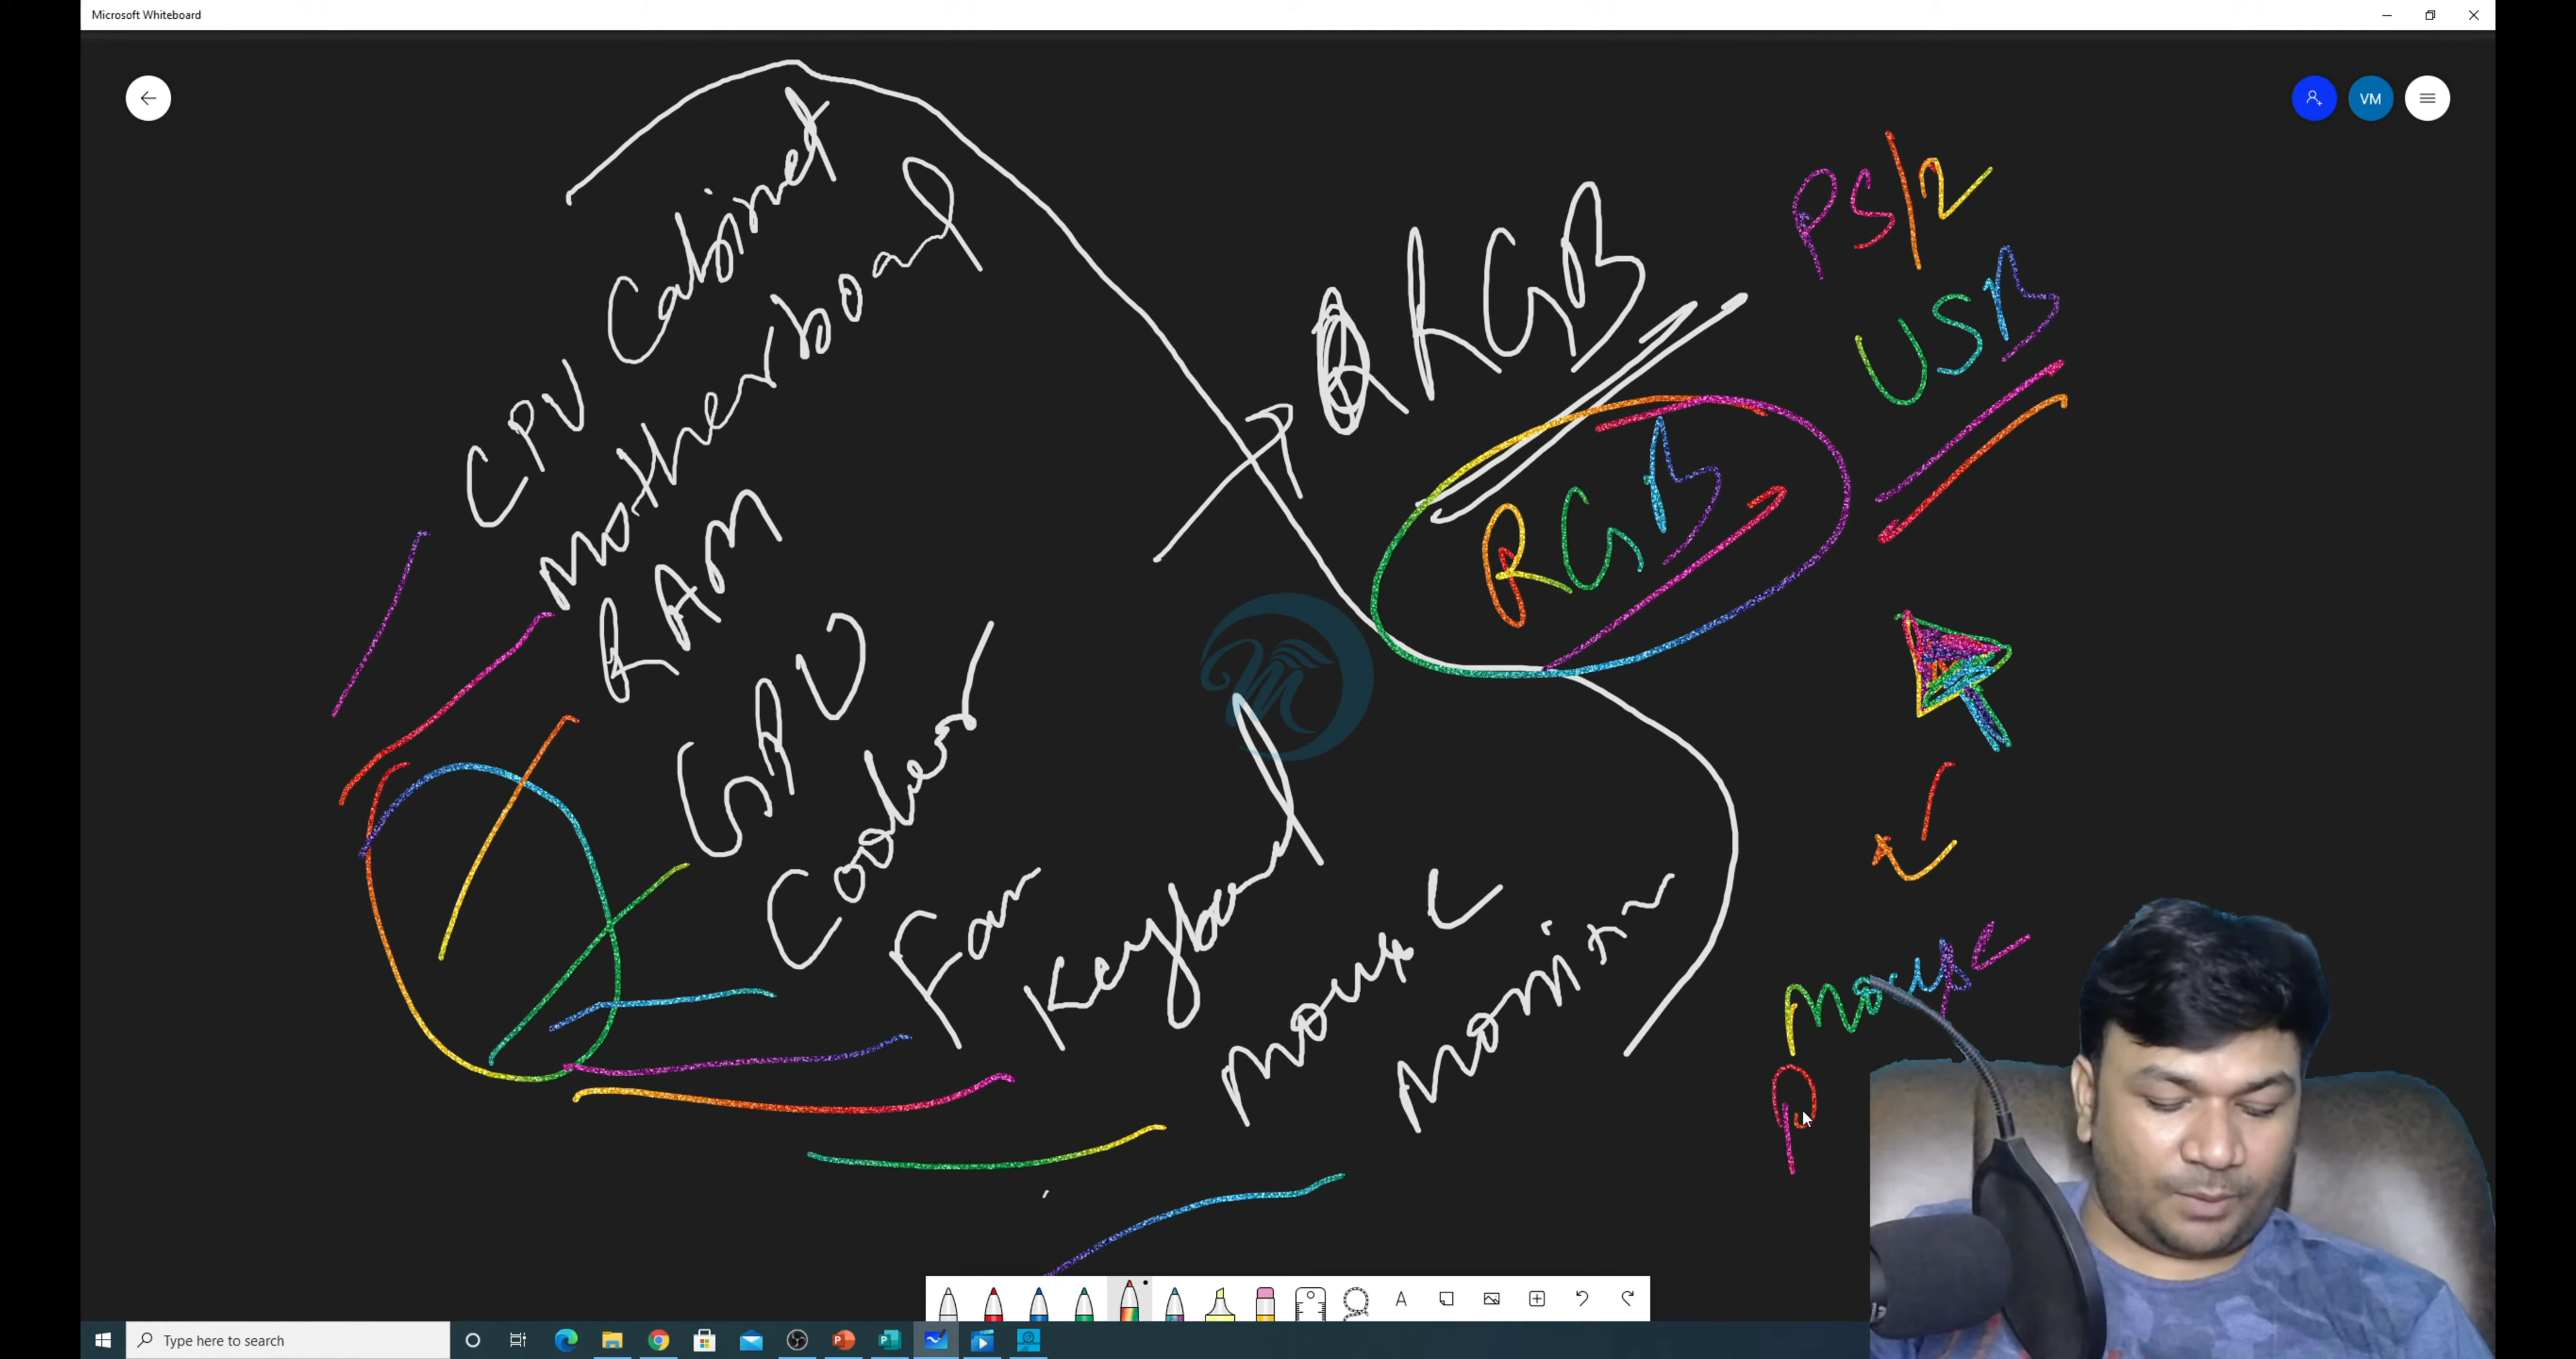 Microsoft Whiteboard
VM
CPU Cabinet
Motherboard
RAM
GPU
Cooler
Fan
Keyboard
Mouse
Monitor
RGB
RGB
PS/2
USB
Mouse
P
A
Type here to search